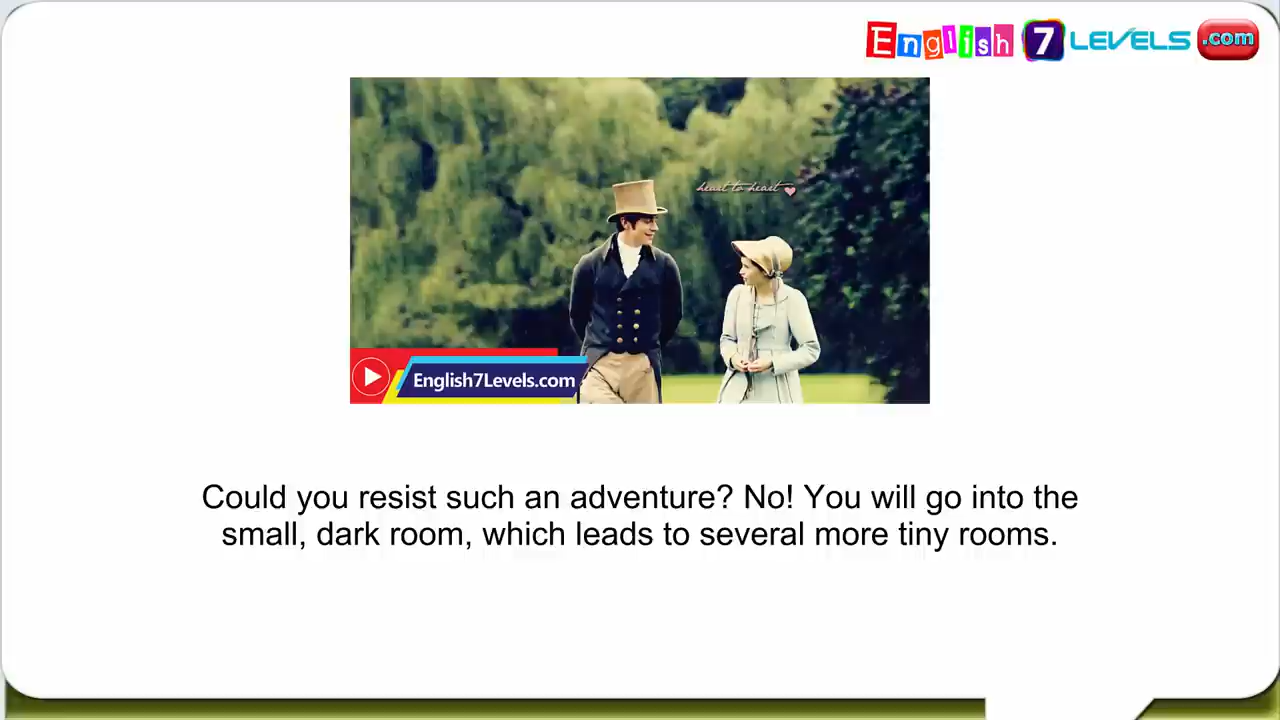 English 7 LEVELS .com
heart to heart
English7Levels.com
Could you resist such an adventure? No! You will go into the
small, dark room, which leads to several more tiny rooms.